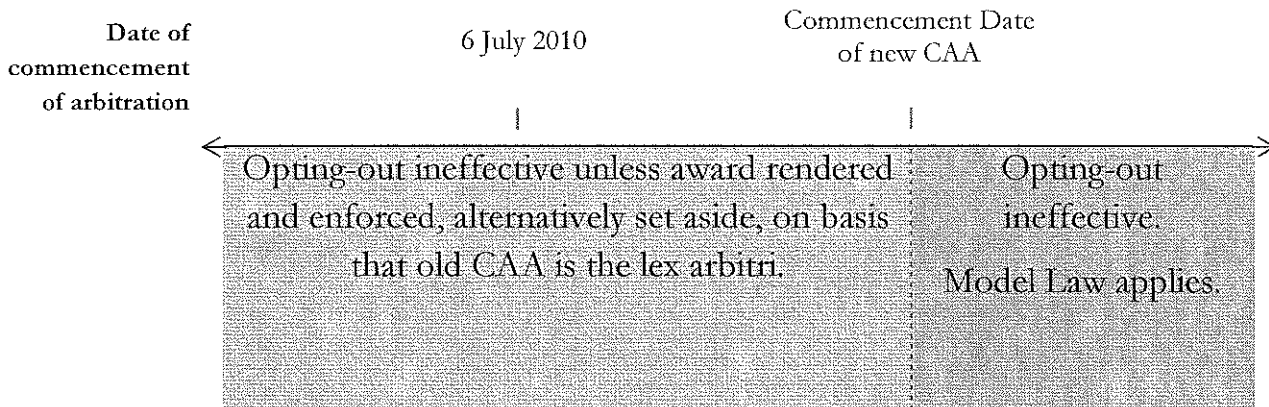 Date of
commencement
of arbitration
6 July 2010
Commencement Date
of new CAA
Opting-out ineffective unless award rendered
and enforced, alternatively set aside, on basis
that old CAA is the lex arbitri.
Opting-out
ineffective.
Model Law applies.